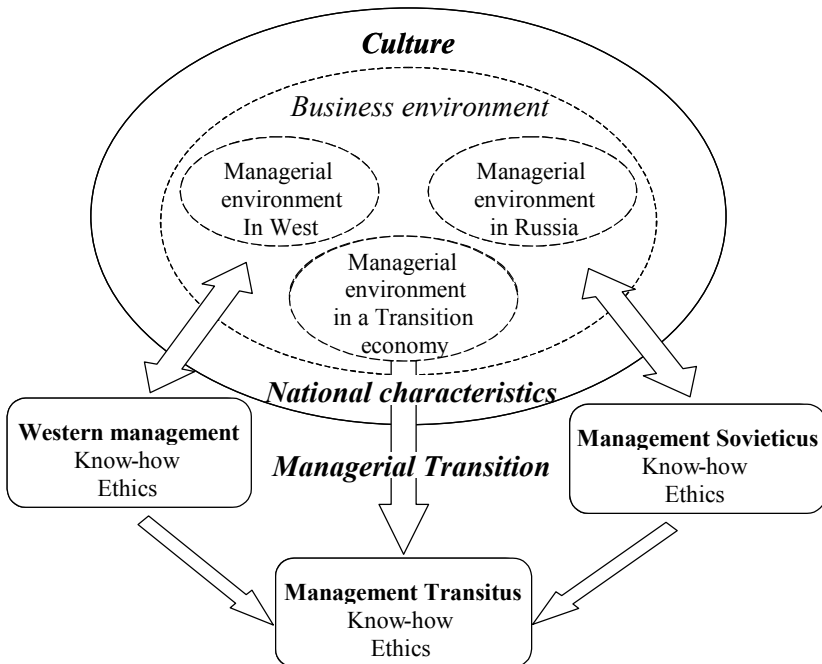 Culture
Business environment
Managerial
environment
In West
Managerial
environment
in Russia
Managerial
environment
in a Transition
economy
National characteristics
Western management
Know-how
Ethics
Managerial Transition
Management Sovieticus
Know-how
Ethics
Management Transitus
Know-how
Ethics